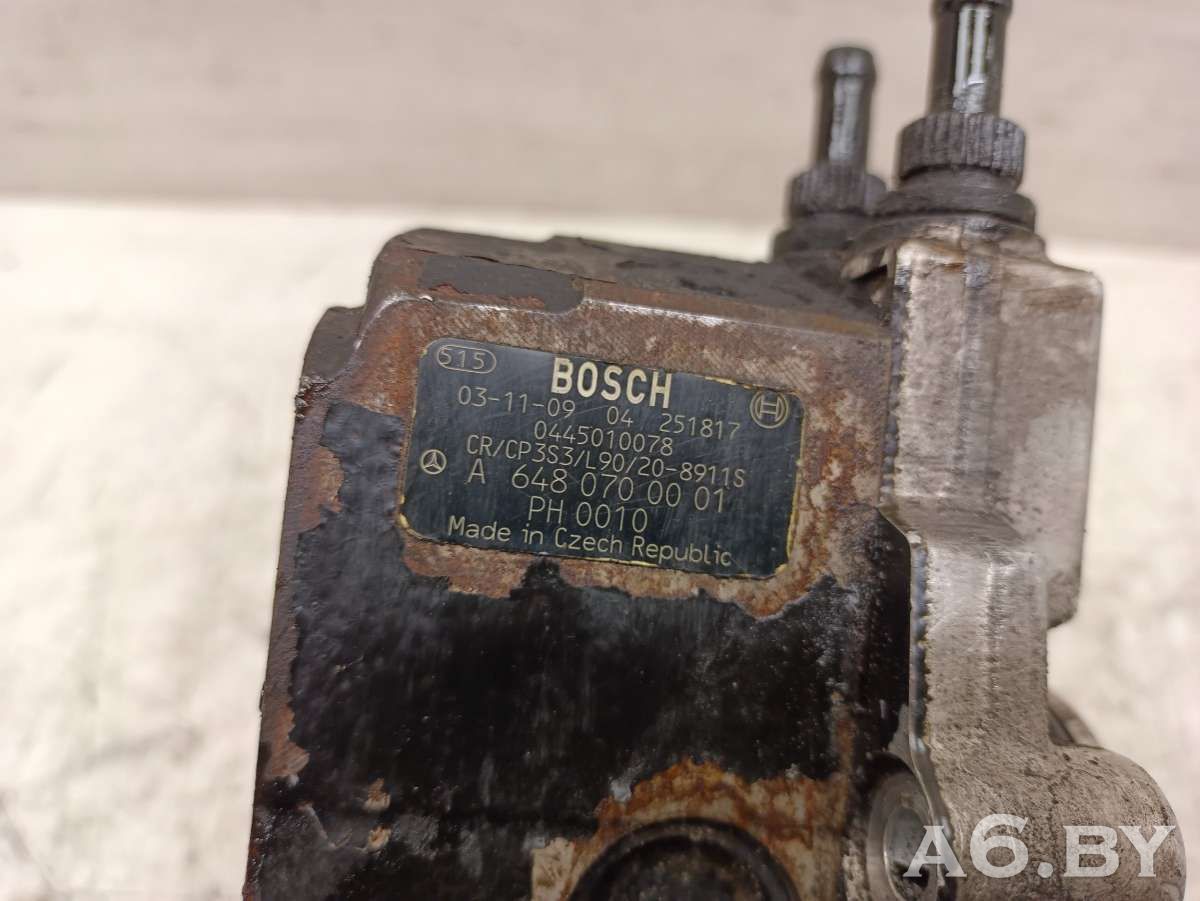 515 BOSCH
03-11-09 04 251817
0445010078
CR/CP3S3/L90/20-8911S
A 648 070 00 01
PH 0010
Made in Czech Republic
A6.BY